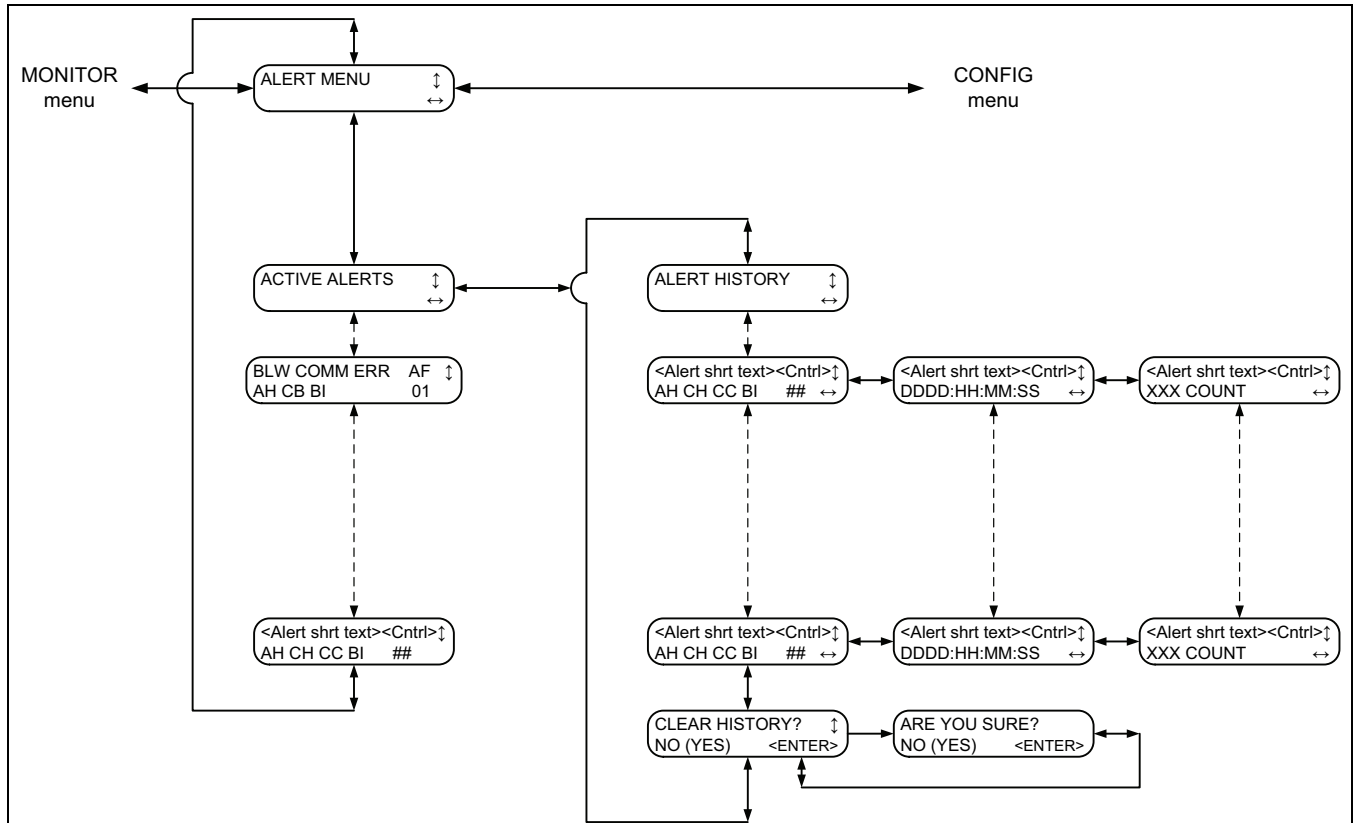 MONITOR
menu
ALERT MENU ↕
↔
CONFIG
menu
ACTIVE ALERTS ↕
↔
ALERT HISTORY ↕
↔
BLW COMM ERR AF ↕
AH CB BI 01
<Alert shrt text><Cntrl>↕
AH CH CC BI ## ↔
<Alert shrt text><Cntrl>↕
DDDD:HH:MM:SS ↔
<Alert shrt text><Cntrl>↕
XXX COUNT ↔
<Alert shrt text><Cntrl>↕
AH CH CC BI ##
<Alert shrt text><Cntrl>↕
AH CH CC BI ## ↔
<Alert shrt text><Cntrl>↕
DDDD:HH:MM:SS ↔
<Alert shrt text><Cntrl>↕
XXX COUNT ↔
CLEAR HISTORY? ↕
NO (YES) <ENTER>
ARE YOU SURE?
NO (YES) <ENTER>